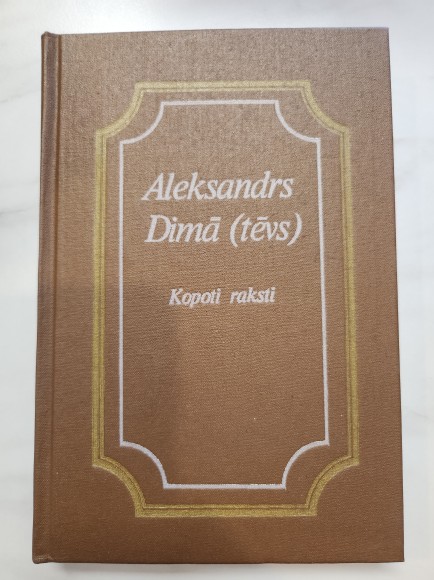 Aleksandrs
Dimā (tēvs)
Kopoti raksti